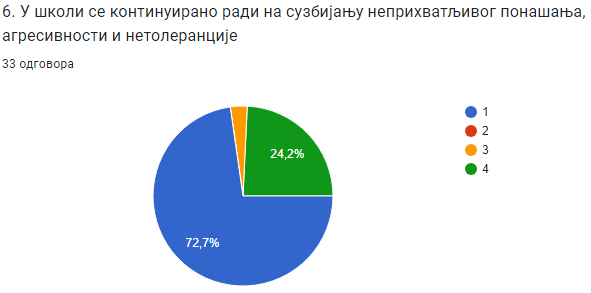 6. У школи се континуирано ради на сузбијању неприхватљивог понашања,
агресивности и нетолеранције
33 одговора
24,2%
72,7%
1
2
3
4